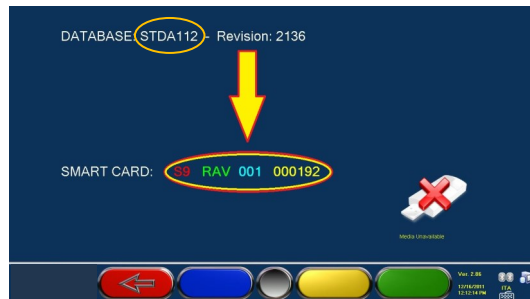 DATABASE: STDA112 - Revision: 2136
SMART CARD: S9 RAV 001 000192
Media Unavailable
Ver. 2.86
12/16/2011
12:12:14 PM
ITA